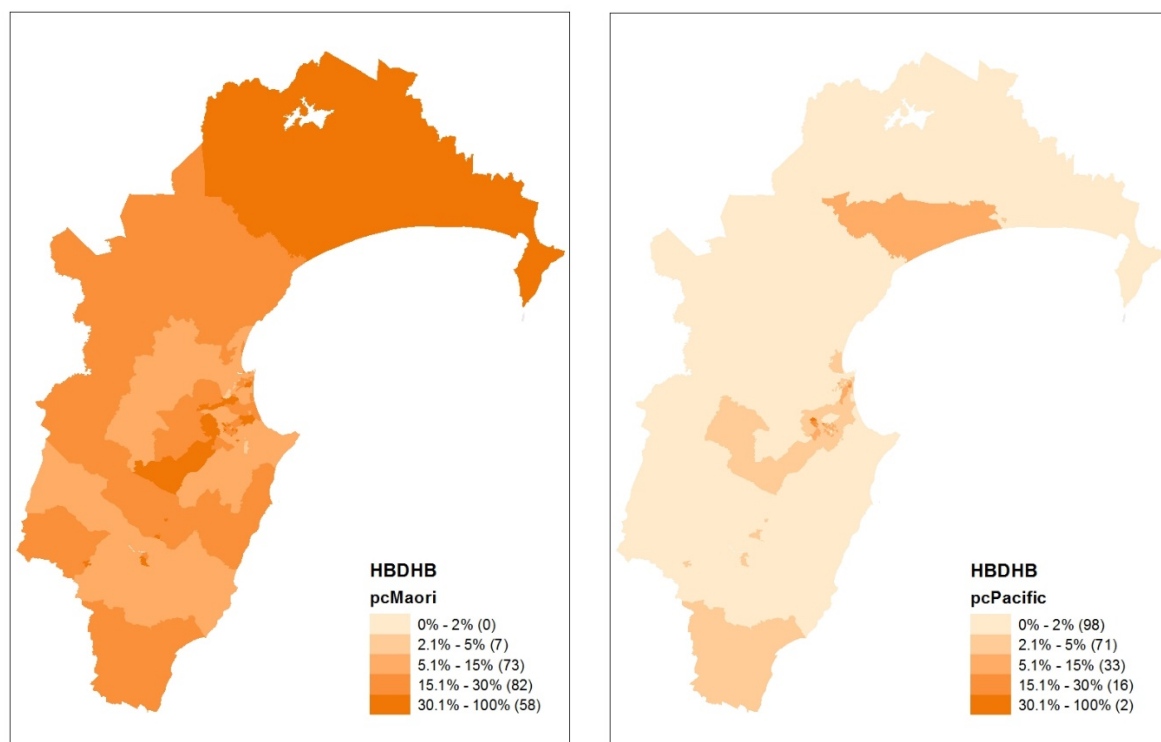 HBDHB
pcMaori
0% - 2% (0)
2.1% - 5% (7)
5.1% - 15% (73)
15.1% - 30% (82)
30.1% - 100% (58)
HBDHB
pcPacific
0% - 2% (98)
2.1% - 5% (71)
5.1% - 15% (33)
15.1% - 30% (16)
30.1% - 100% (2)